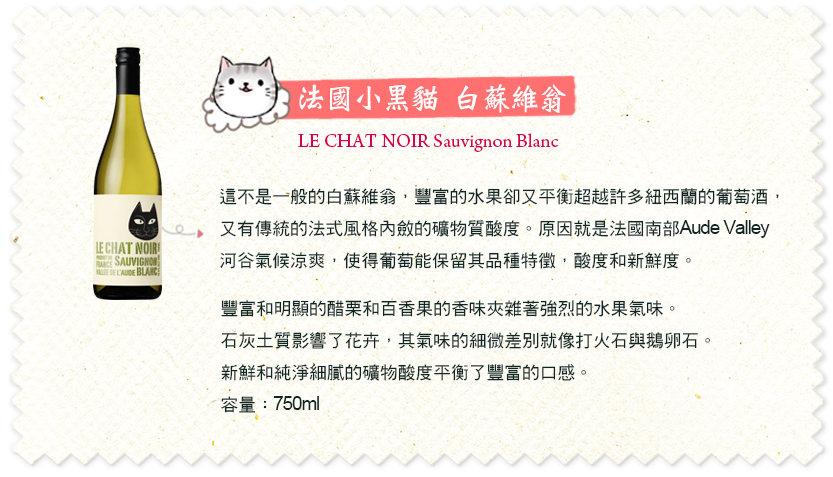 法國小黑貓 白蘇維翁
LE CHAT NOIR Sauvignon Blanc
這不是一般的白蘇維翁，豐富的水果卻又平衡超越許多紐西蘭的葡萄酒，
又有傳統的法式風格內斂的礦物質酸度。原因就是法國南部Aude Valley
河谷氣候涼爽，使得葡萄能保留其品種特徵，酸度和新鮮度。
豐富和明顯的醋栗和百香果的香味夾雜著強烈的水果氣味。
石灰土質影響了花卉，其氣味的細微差別就像打火石與鵝卵石。
新鮮和純淨細膩的礦物酸度平衡了豐富的口感。
容量：750ml
LE CHAT NOIR
PRODUCT OF
FRANCE SAUVIGNON
VALLÉE DE L'AUDE BLANC